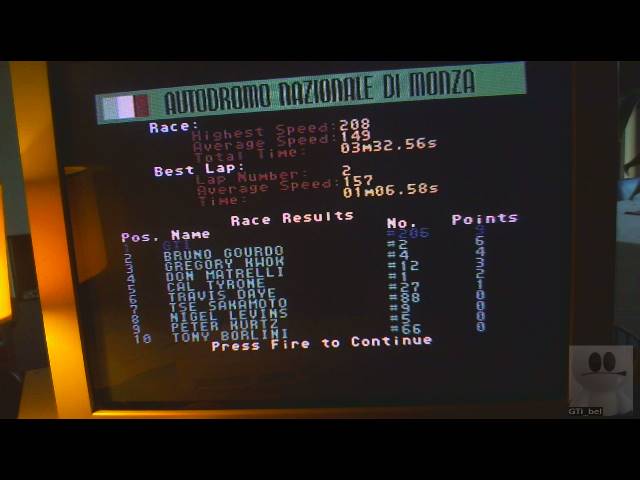 AUTODROMO NAZIONALE DI MONZA
Race:
Highest Speed: 208
Average Speed: 149
Total Time: 03m32.56s
Best Lap:
Lap Number: 2
Average Speed: 157
Time: 01m06.58s
Race Results
Pos. Name No. Points
1 GTI #206 9
2 BRUNO GOURDO #2 6
3 GREGORY KWOK #4 4
4 DON MATRELLI #12 3
5 CAL TYRONE #1 2
6 TRAVIS DAYE #27 1
7 TSE SAKAMOTO #88 0
8 NIGEL LEVINS #9 0
9 PETER KURTZ #5 0
10 TONY BORLINI #66 0
Press Fire to Continue
GTi_bel